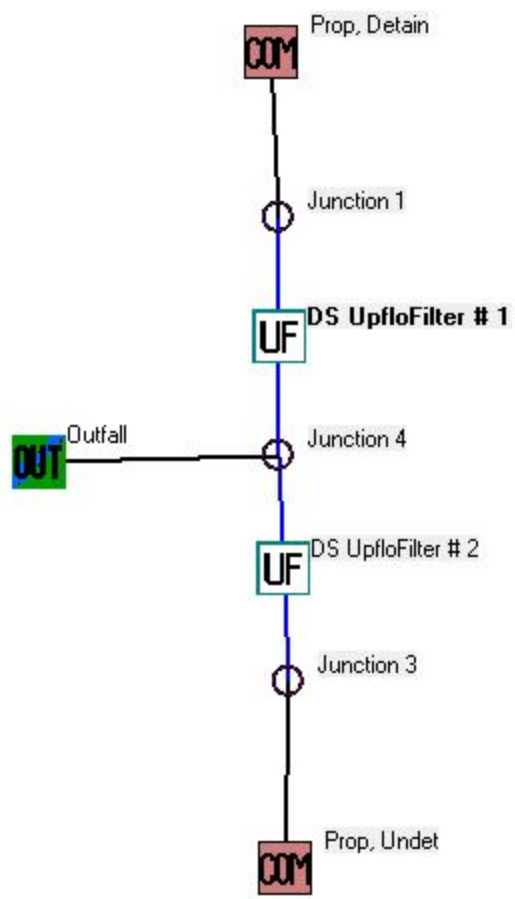 Prop, Detain
COM
Junction 1
DS UpfloFilter # 1
UF
Outfall
OUT
Junction 4
DS UpfloFilter # 2
UF
Junction 3
Prop, Undet
COM